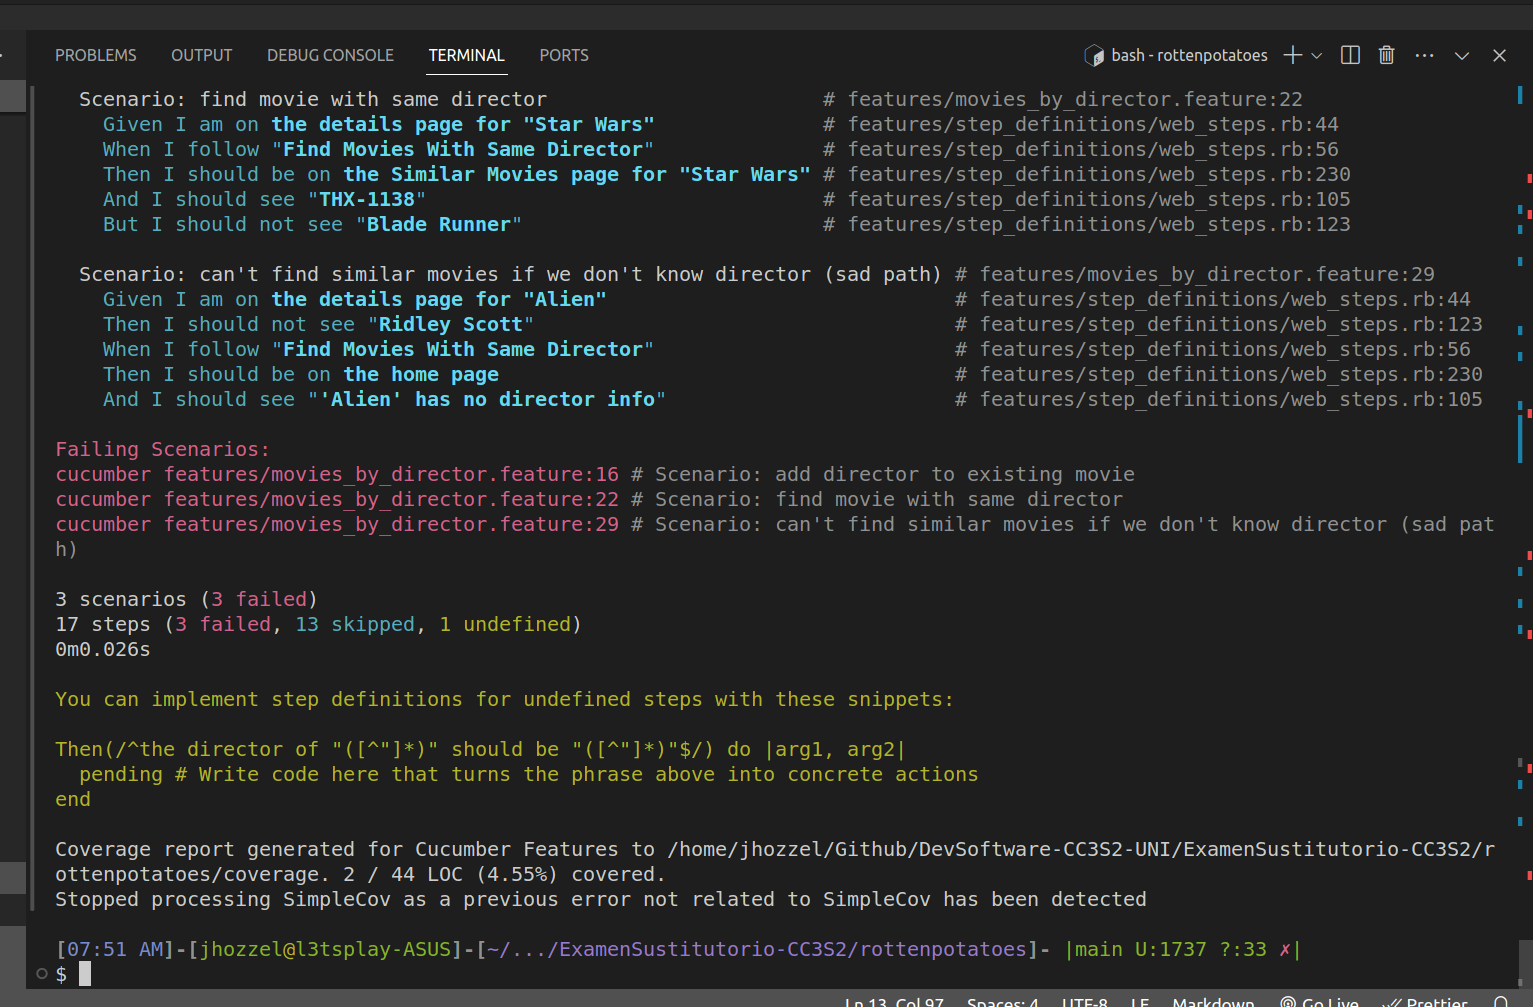 PROBLEMS OUTPUT DEBUG CONSOLE TERMINAL PORTS bash - rottenpotatoes
Scenario: find movie with same director # features/movies_by_director.feature:22
Given I am on the details page for "Star Wars" # features/step_definitions/web_steps.rb:44
When I follow "Find Movies With Same Director" # features/step_definitions/web_steps.rb:56
Then I should be on the Similar Movies page for "Star Wars" # features/step_definitions/web_steps.rb:230
And I should see "THX-1138" # features/step_definitions/web_steps.rb:105
But I should not see "Blade Runner" # features/step_definitions/web_steps.rb:123
Scenario: can't find similar movies if we don't know director (sad path) # features/movies_by_director.feature:29
Given I am on the details page for "Alien" # features/step_definitions/web_steps.rb:44
Then I should not see "Ridley Scott" # features/step_definitions/web_steps.rb:123
When I follow "Find Movies With Same Director" # features/step_definitions/web_steps.rb:56
Then I should be on the home page # features/step_definitions/web_steps.rb:230
And I should see "'Alien' has no director info" # features/step_definitions/web_steps.rb:105
Failing Scenarios:
cucumber features/movies_by_director.feature:16 # Scenario: add director to existing movie
cucumber features/movies_by_director.feature:22 # Scenario: find movie with same director
cucumber features/movies_by_director.feature:29 # Scenario: can't find similar movies if we don't know director (sad pat
h)
3 scenarios (3 failed)
17 steps (3 failed, 13 skipped, 1 undefined)
0m0.026s
You can implement step definitions for undefined steps with these snippets:
Then(/^the director of "([^"]*)" should be "([^"]*)"$/) do |arg1, arg2|
pending # Write code here that turns the phrase above into concrete actions
end
Coverage report generated for Cucumber Features to /home/jhozzel/Github/DevSoftware-CC3S2-UNI/ExamenSustitutorio-CC3S2/r
ottenpotatoes/coverage. 2 / 44 LOC (4.55%) covered.
Stopped processing SimpleCov as a previous error not related to SimpleCov has been detected
[07:51 AM]-[jhozzel@l3tsplay-ASUS]-[~/.../ExamenSustitutorio-CC3S2/rottenpotatoes]- |main U:1737 ?:33 ✗|
$
Ln 13, Col 97 Spaces: 4 UTF-8 LF Markdown Go Live Prettier